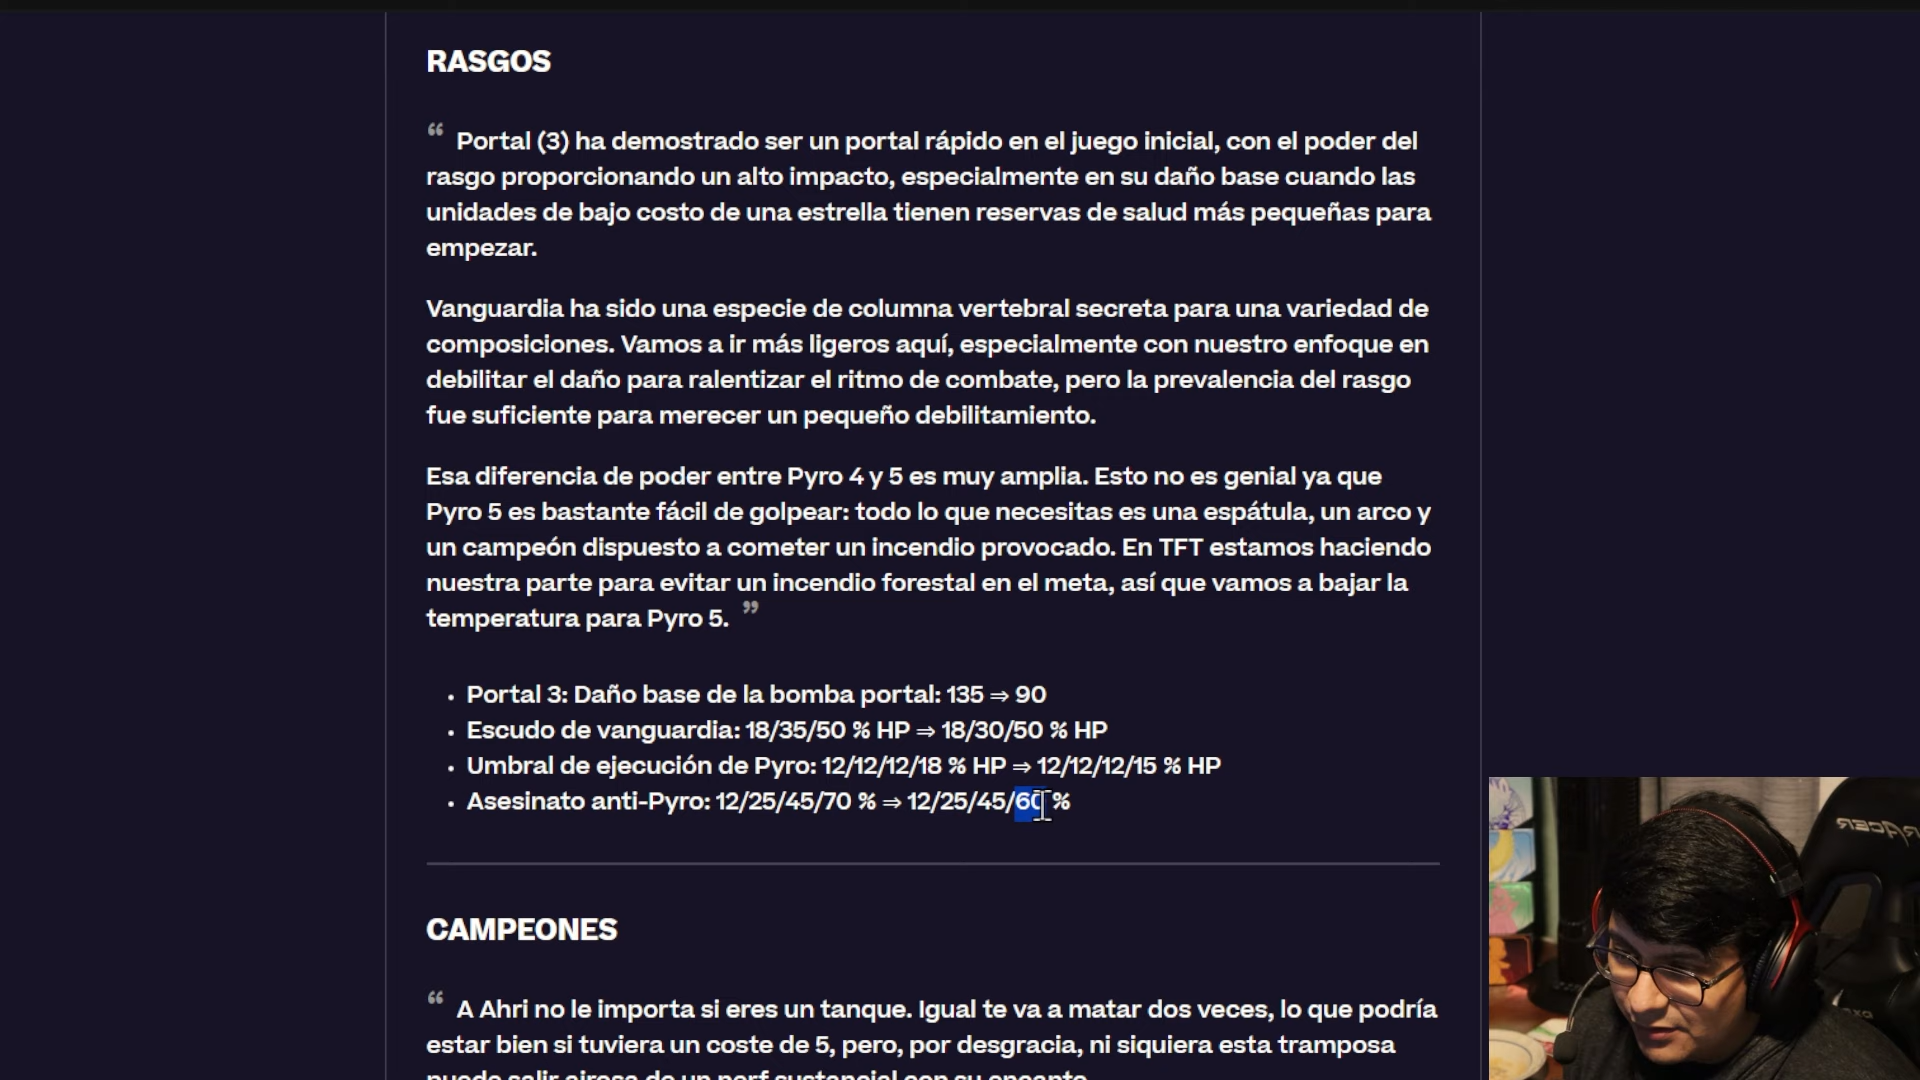 RASGOS
“ Portal (3) ha demostrado ser un portal rápido en el juego inicial, con el poder del
rasgo proporcionando un alto impacto, especialmente en su daño base cuando las
unidades de bajo costo de una estrella tienen reservas de salud más pequeñas para
empezar.
Vanguardia ha sido una especie de columna vertebral secreta para una variedad de
composiciones. Vamos a ir más ligeros aquí, especialmente con nuestro enfoque en
debilitar el daño para ralentizar el ritmo de combate, pero la prevalencia del rasgo
fue suficiente para merecer un pequeño debilitamiento.
Esa diferencia de poder entre Pyro 4 y 5 es muy amplia. Esto no es genial ya que
Pyro 5 es bastante fácil de golpear: todo lo que necesitas es una espátula, un arco y
un campeón dispuesto a cometer un incendio provocado. En TFT estamos haciendo
nuestra parte para evitar un incendio forestal en el meta, así que vamos a bajar la
temperatura para Pyro 5. ”
• Portal 3: Daño base de la bomba portal: 135 ⇒ 90
• Escudo de vanguardia: 18/35/50 % HP ⇒ 18/30/50 % HP
• Umbral de ejecución de Pyro: 12/12/12/18 % HP ⇒ 12/12/12/15 % HP
• Asesinato anti-Pyro: 12/25/45/70 % ⇒ 12/25/45/60 %
CAMPEONES
“ A Ahri no le importa si eres un tanque. Igual te va a matar dos veces, lo que podría
estar bien si tuviera un coste de 5, pero, por desgracia, ni siquiera esta tramposa
puede salir airosa de un nerf sustancial con su encanto.